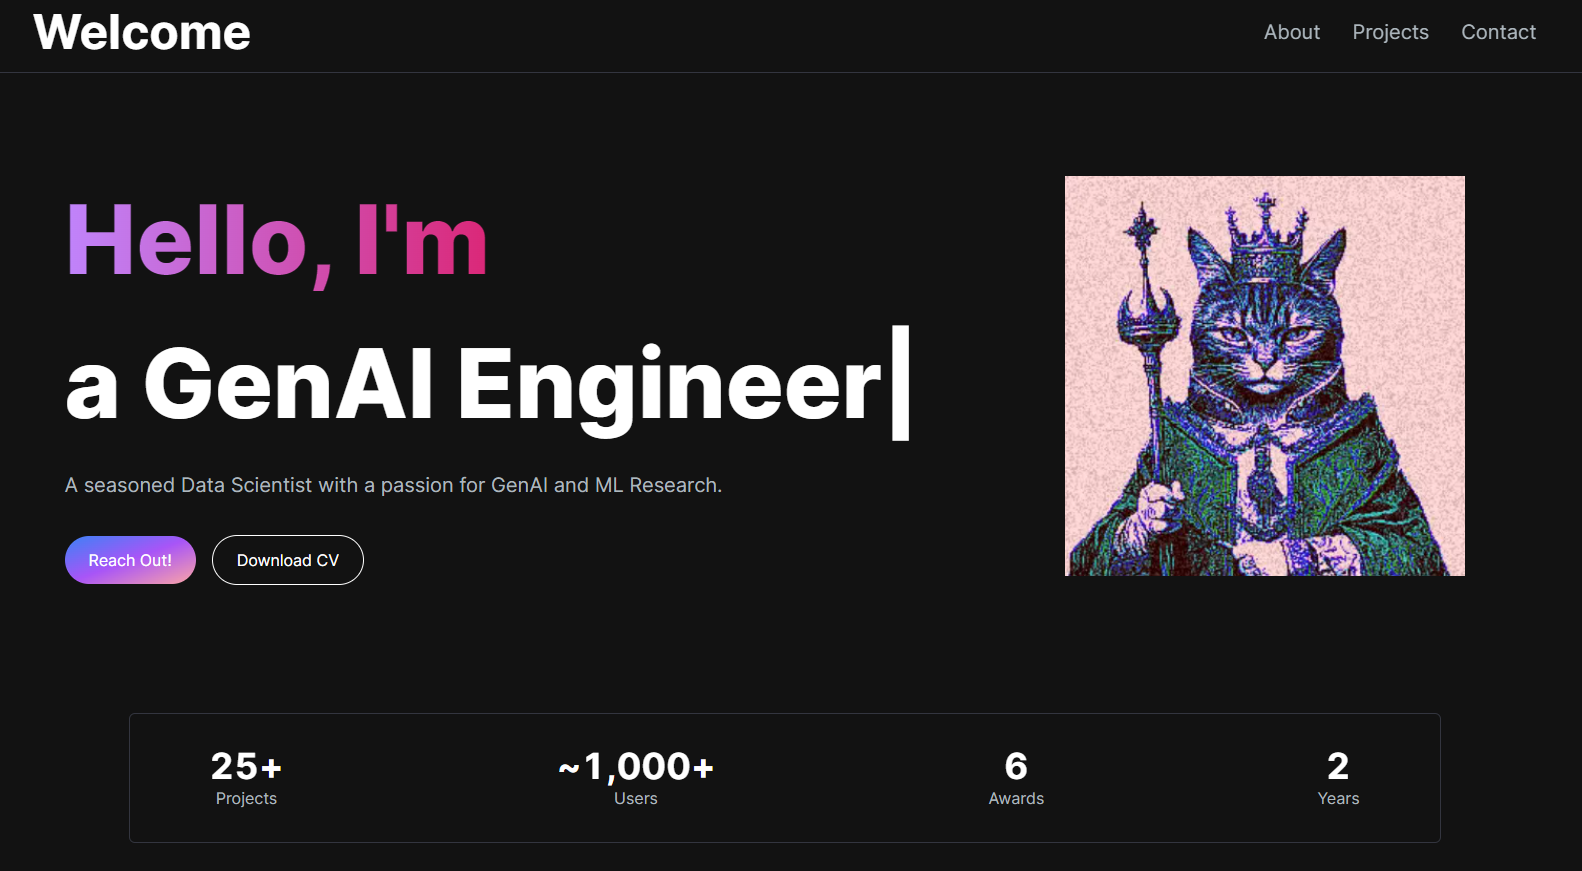 Welcome
About Projects Contact
Hello, I'm
a GenAI Engineer|
A seasoned Data Scientist with a passion for GenAI and ML Research.
Reach Out! Download CV
25+ ~1,000+ 6 2
Projects Users Awards Years